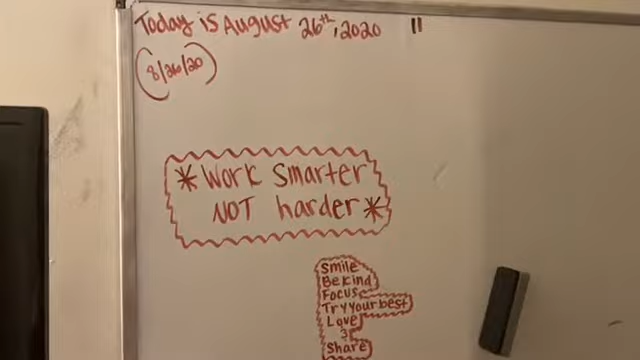 Today is August 26th, 2020 "
(8/26/20)
*Work Smarter
NOT harder*
Smile
Be kind
Focus
Try your best
Love
&
Share